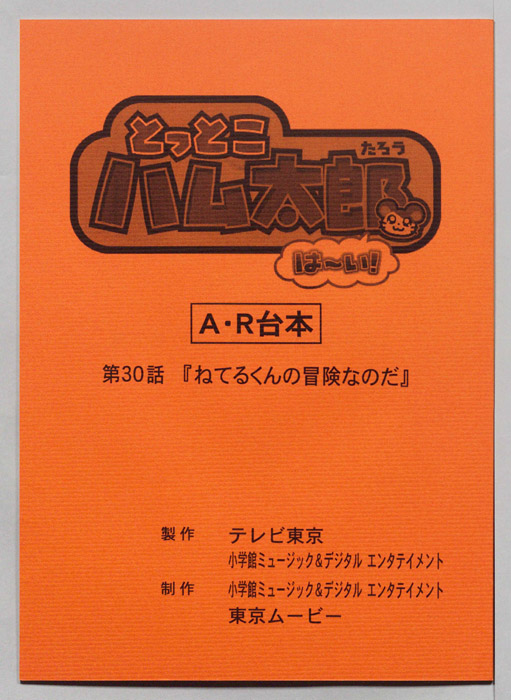 とっとこ
ハム太郎
たろう
は〜い!
A・R台本
第30話 『ねてるくんの冒険なのだ』
製作 テレビ東京
小学館ミュージック&デジタル エンタテイメント
制作 小学館ミュージック&デジタル エンタテイメント
東京ムービー